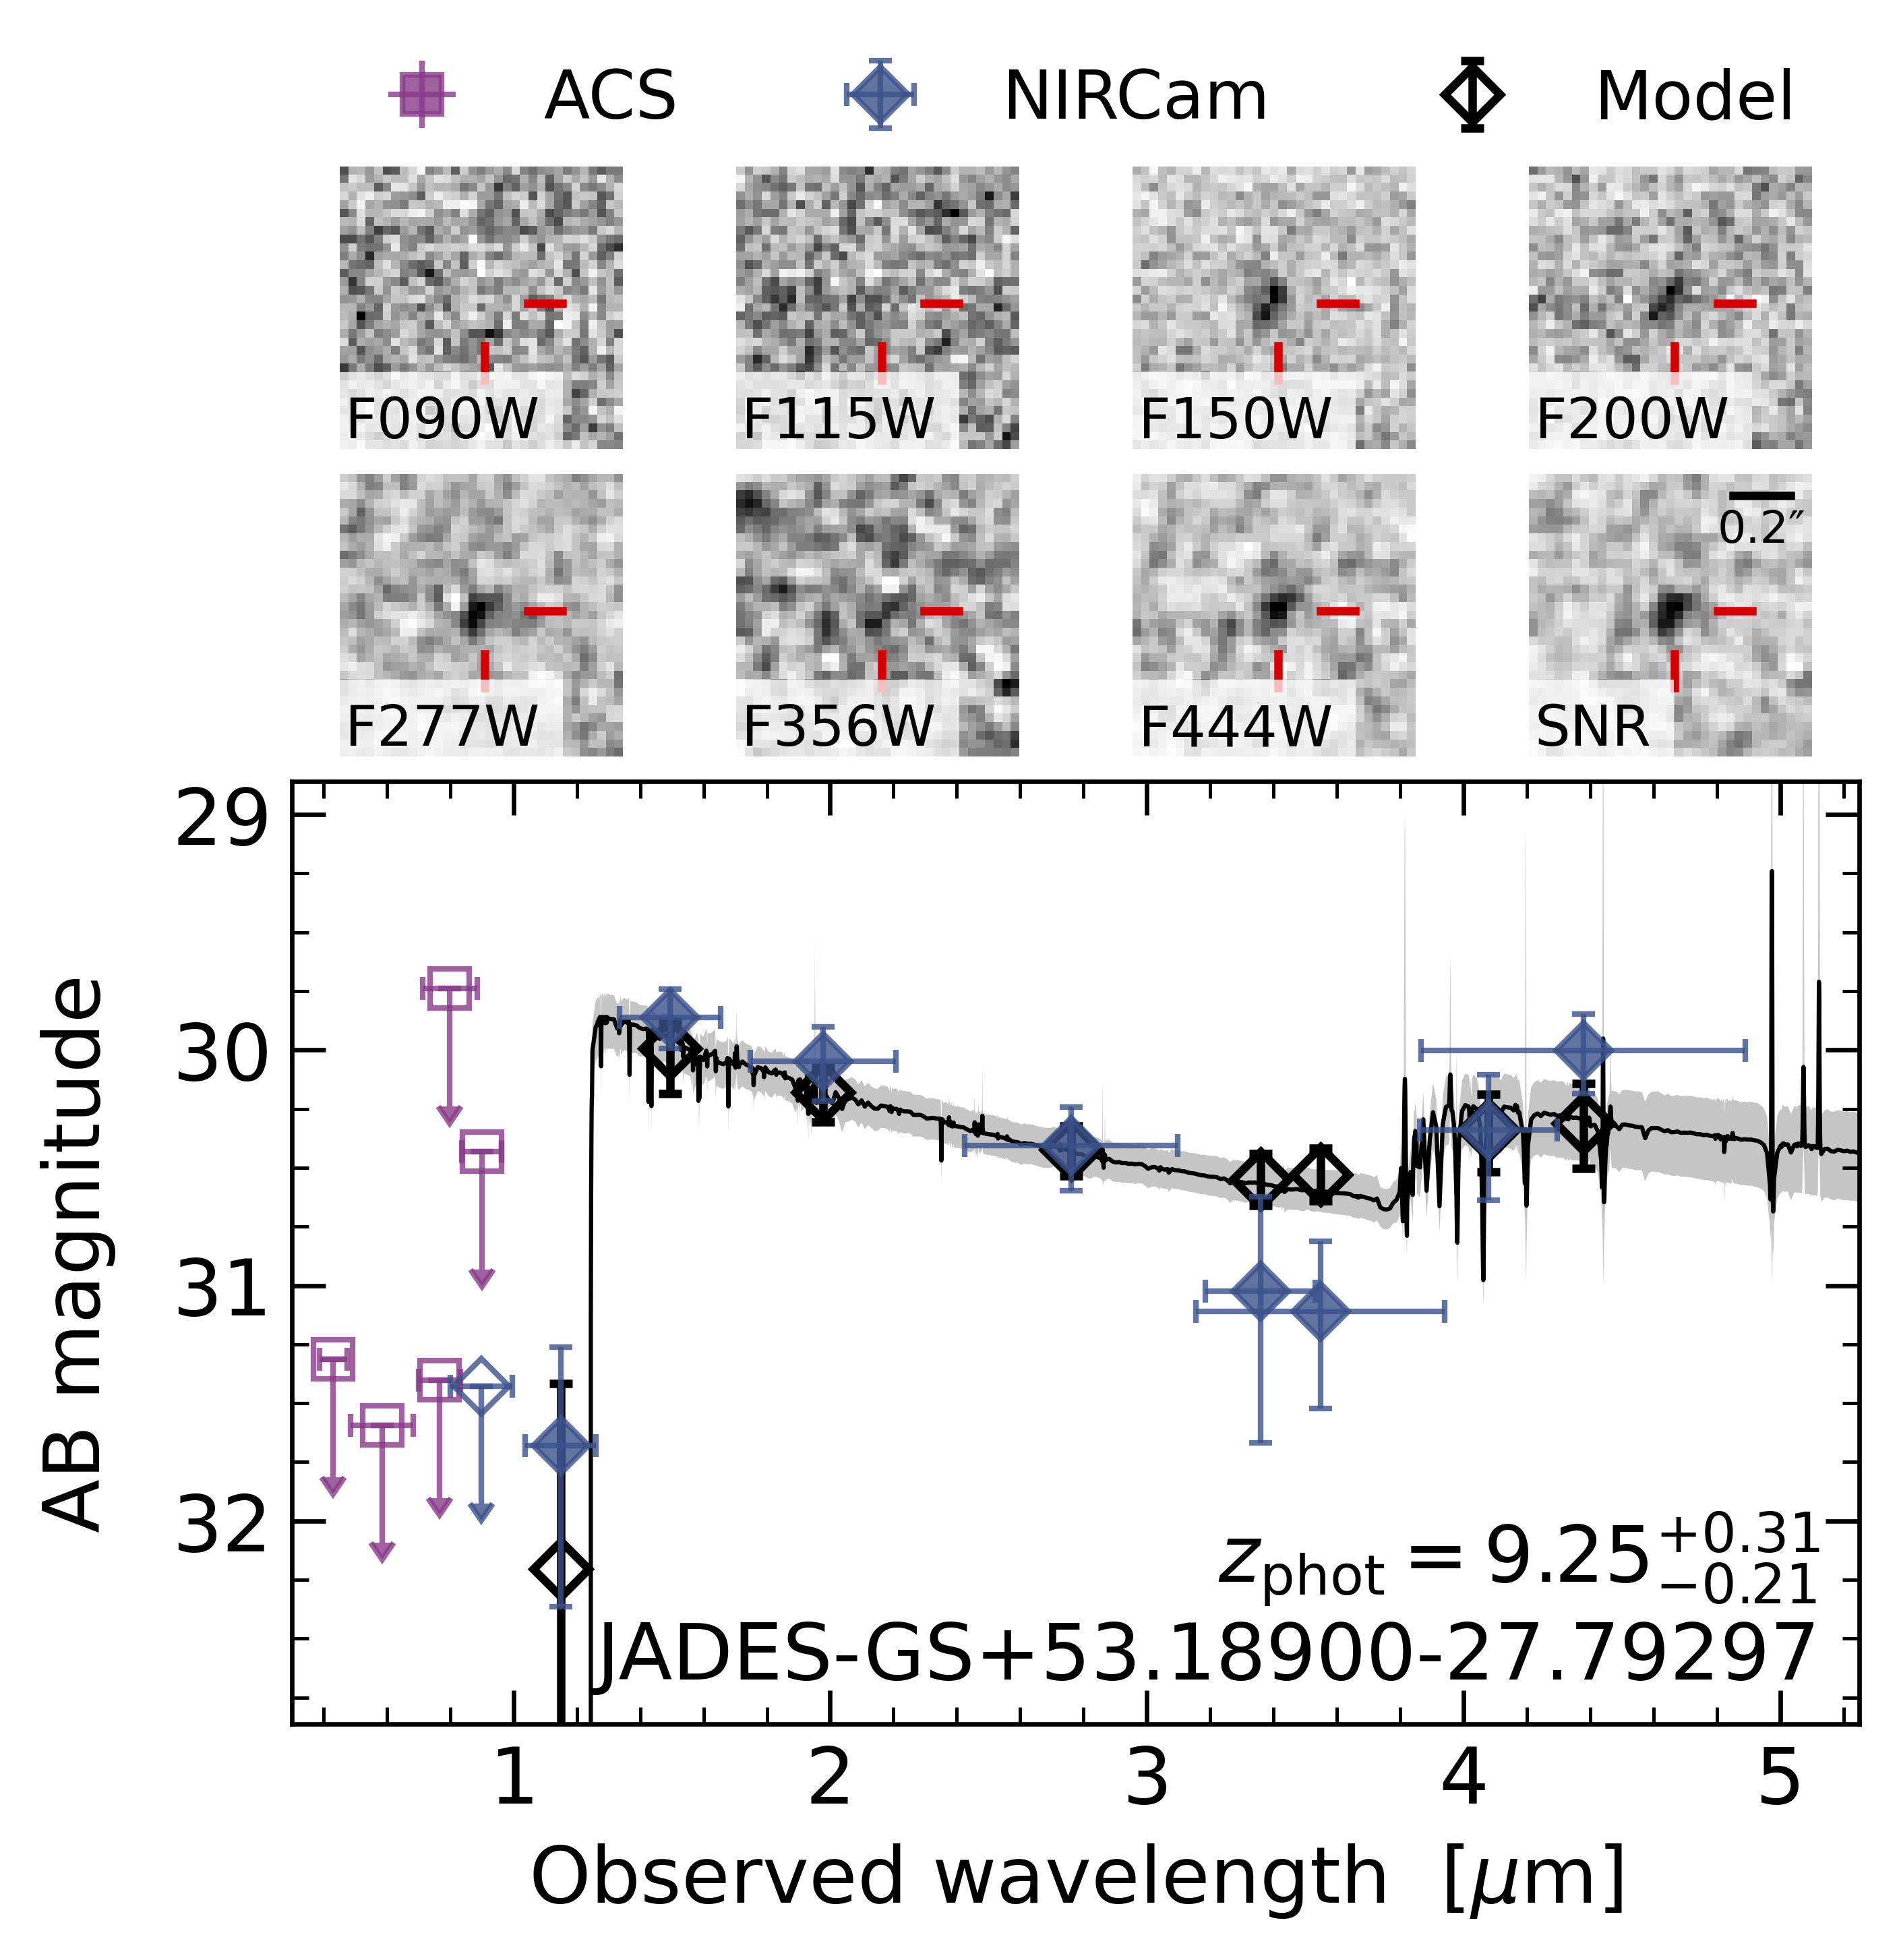 ACS NIRCam Model
F090W F115W F150W F200W
0.2″
F277W F356W F444W SNR
29
30
31
32
AB magnitude
z_phot = 9.25 +0.31 −0.21
JADES-GS+53.18900-27.79297
1 2 3 4 5
Observed wavelength [μm]